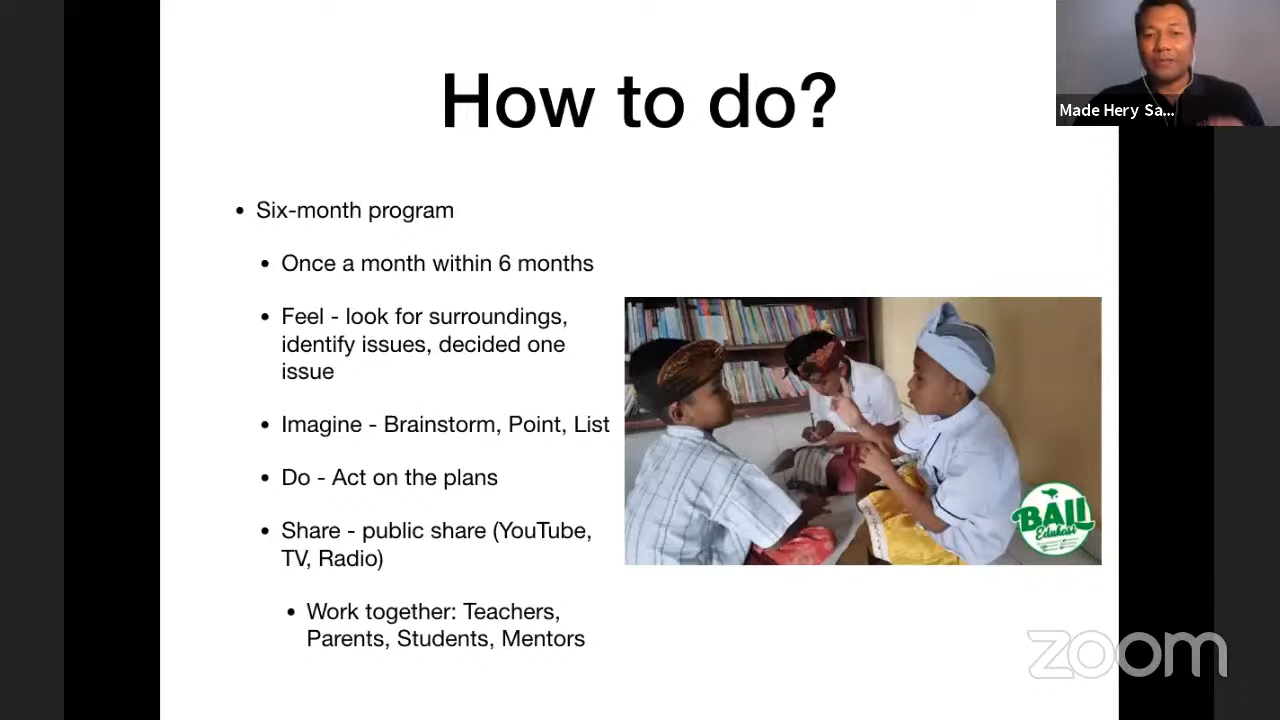 How to do?
Made Hery Sa...
• Six-month program
• Once a month within 6 months
• Feel - look for surroundings,
identify issues, decided one
issue
• Imagine - Brainstorm, Point, List
• Do - Act on the plans
• Share - public share (YouTube,
TV, Radio)
• Work together: Teachers,
Parents, Students, Mentors
BALI
Edukasi
zoom